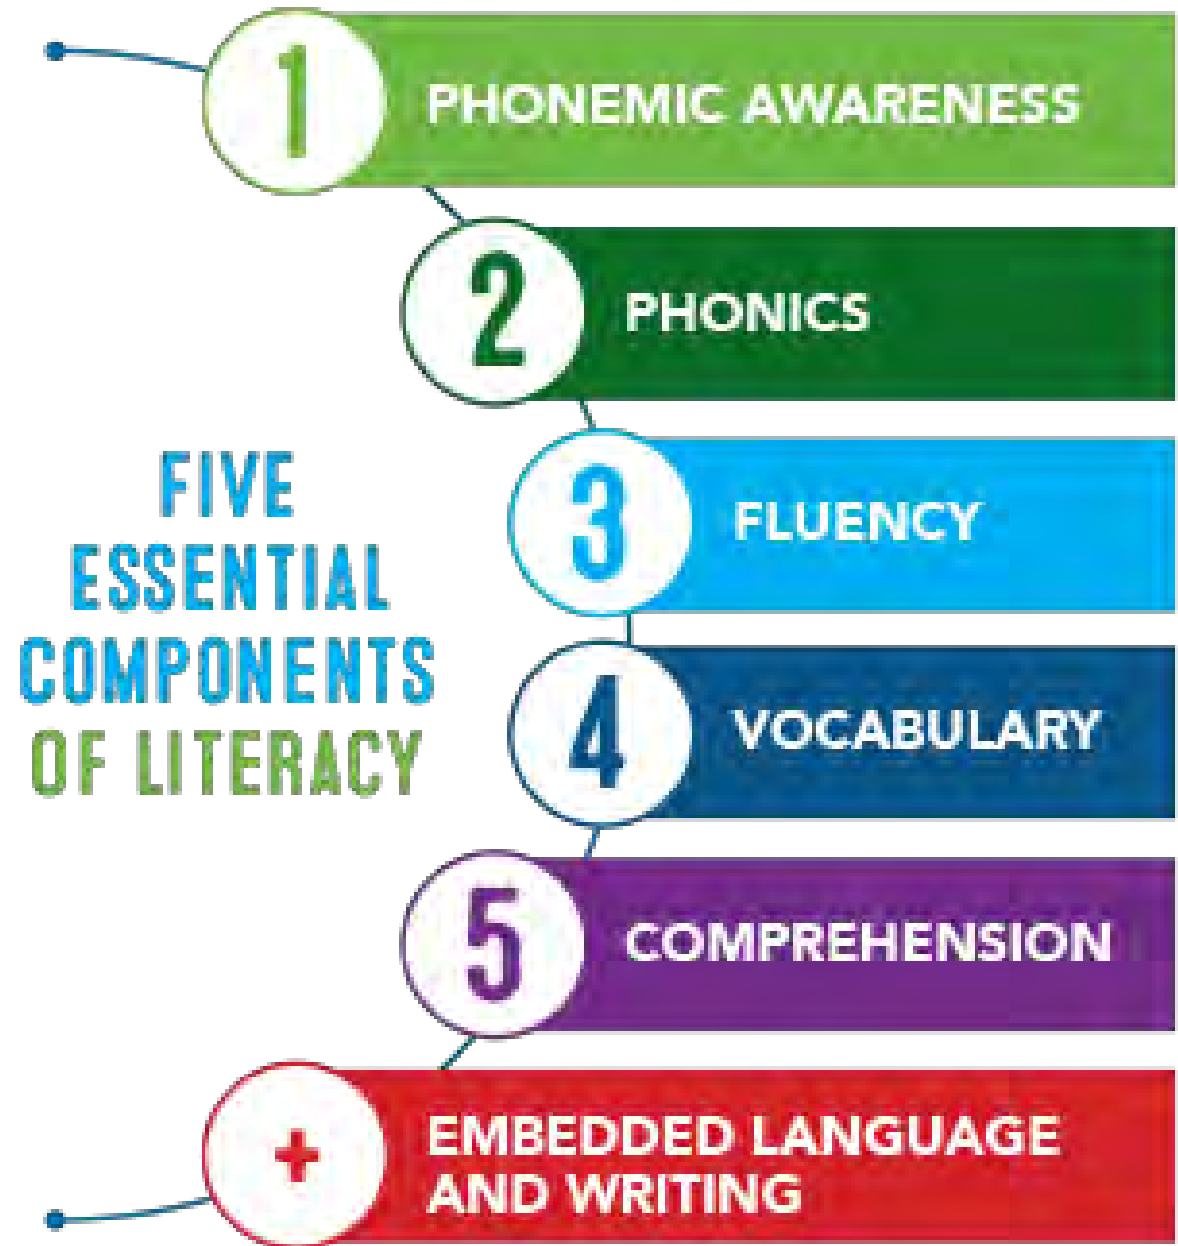 1
PHONEMIC AWARENESS
2
PHONICS
3
FLUENCY
FIVE
ESSENTIAL
COMPONENTS
OF LITERACY
4
VOCABULARY
5
COMPREHENSION
+
EMBEDDED LANGUAGE
AND WRITING